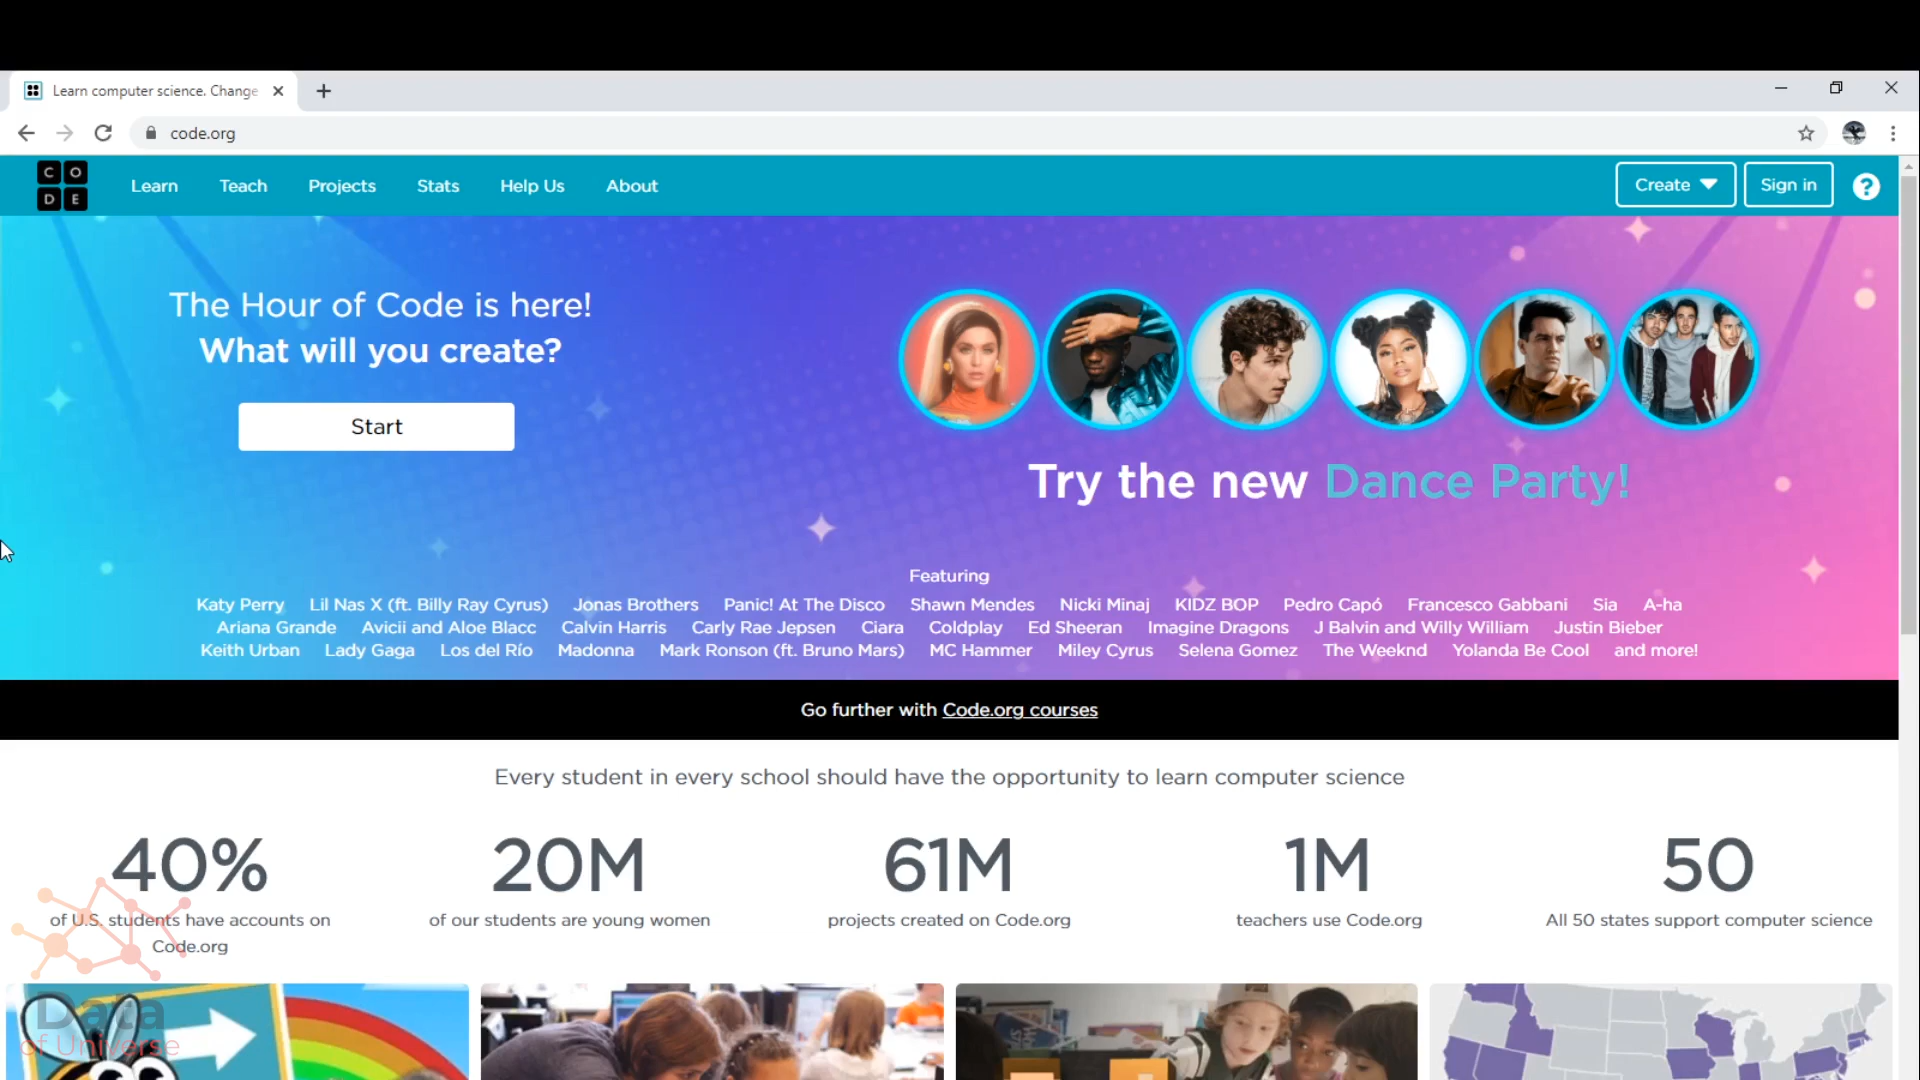 Learn computer science. Change
code.org
C O
D E
Learn Teach Projects Stats Help Us About
Create Sign in ?
The Hour of Code is here!
What will you create?
Start
Try the new Dance Party!
Featuring
Katy Perry Lil Nas X (ft. Billy Ray Cyrus) Jonas Brothers Panic! At The Disco Shawn Mendes Nicki Minaj KIDZ BOP Pedro Capó Francesco Gabbani Sia A-ha
Ariana Grande Avicii and Aloe Blacc Calvin Harris Carly Rae Jepsen Ciara Coldplay Ed Sheeran Imagine Dragons J Balvin and Willy William Justin Bieber
Keith Urban Lady Gaga Los del Río Madonna Mark Ronson (ft. Bruno Mars) MC Hammer Miley Cyrus Selena Gomez The Weeknd Yolanda Be Cool and more!
Go further with Code.org courses
Every student in every school should have the opportunity to learn computer science
40% 20M 61M 1M 50
of U.S. students have accounts on of our students are young women projects created on Code.org teachers use Code.org All 50 states support computer science
Code.org
Data
of Universe